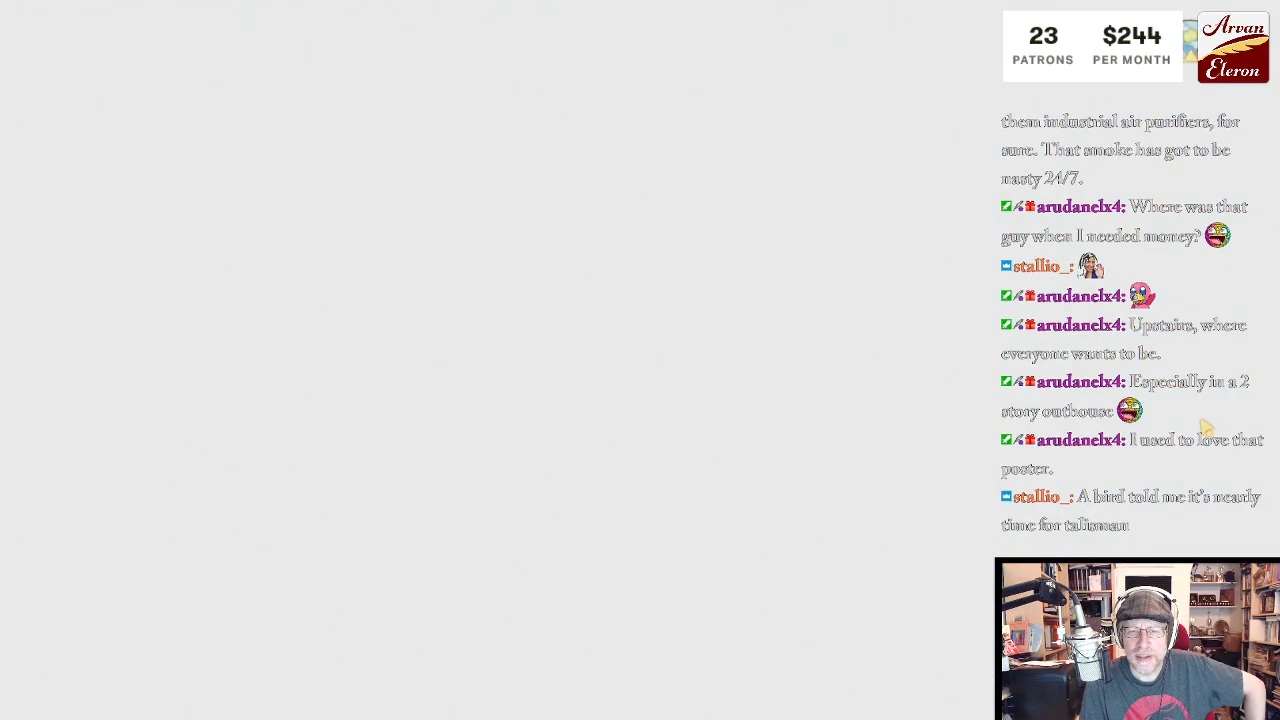 23
$244
PATRONS
PER MONTH
Arvan
Eleron
them industrial air purifiers, for
sure. That smoke has got to be
nasty 24/7.
arudanelx4: Where was that
guy when I needed money?
stallio_:
arudanelx4:
arudanelx4: Upstairs, where
everyone wants to be.
arudanelx4: Especially in a 2
story outhouse
arudanelx4: I used to love that
poster.
stallio_: A bird told me it's nearly
time for talisman